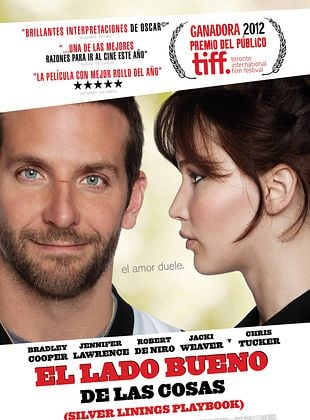 "BRILLANTES INTERPRETACIONES DE OSCAR®"
"...UNA DE LAS MEJORES
RAZONES PARA IR AL CINE ESTE AÑO"
"LA PELÍCULA CON MEJOR ROLLO DEL AÑO"
★★★★★
GANADORA 2012
PREMIO DEL PÚBLICO
tiff. toronto
international
film festival
el amor duele.
BRADLEY COOPER
JENNIFER LAWRENCE
ROBERT DE NIRO
JACKI WEAVER
Y
CHRIS TUCKER
EL LADO BUENO
DE LAS COSAS
(SILVER LININGS PLAYBOOK)